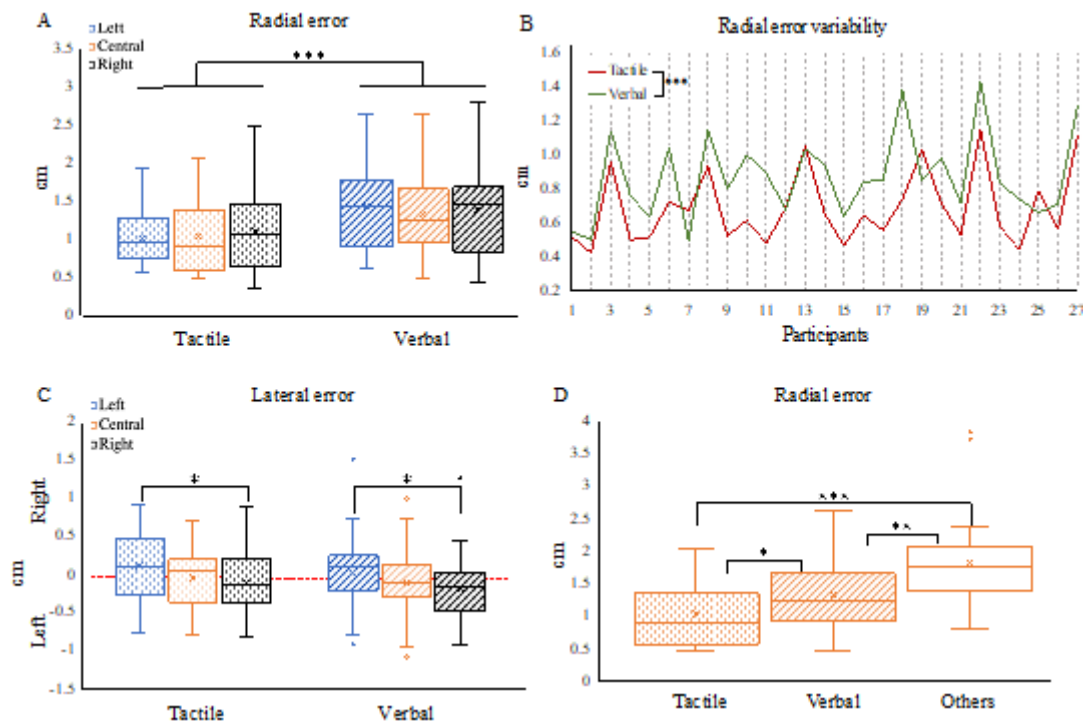 A
Radial error
Left
Central
Right
3.5
3
2.5
2
1.5
1
0.5
0
cm
***
Tactile
Verbal
B
Radial error variability
1.6
1.4
1.2
1.0
0.8
0.6
0.4
0.2
cm
Tactile
Verbal
***
1 3 5 7 9 11 13 15 17 19 21 23 25 27
Participants
C
Lateral error
Left
Central
Right
2
1.5
1
0.5
0
-0.5
-1
-1.5
Right
cm
Left
*
*
Tactile
Verbal
D
Radial error
4
3.5
3
2.5
2
1.5
1
0.5
0
cm
***
**
*
Tactile
Verbal
Others